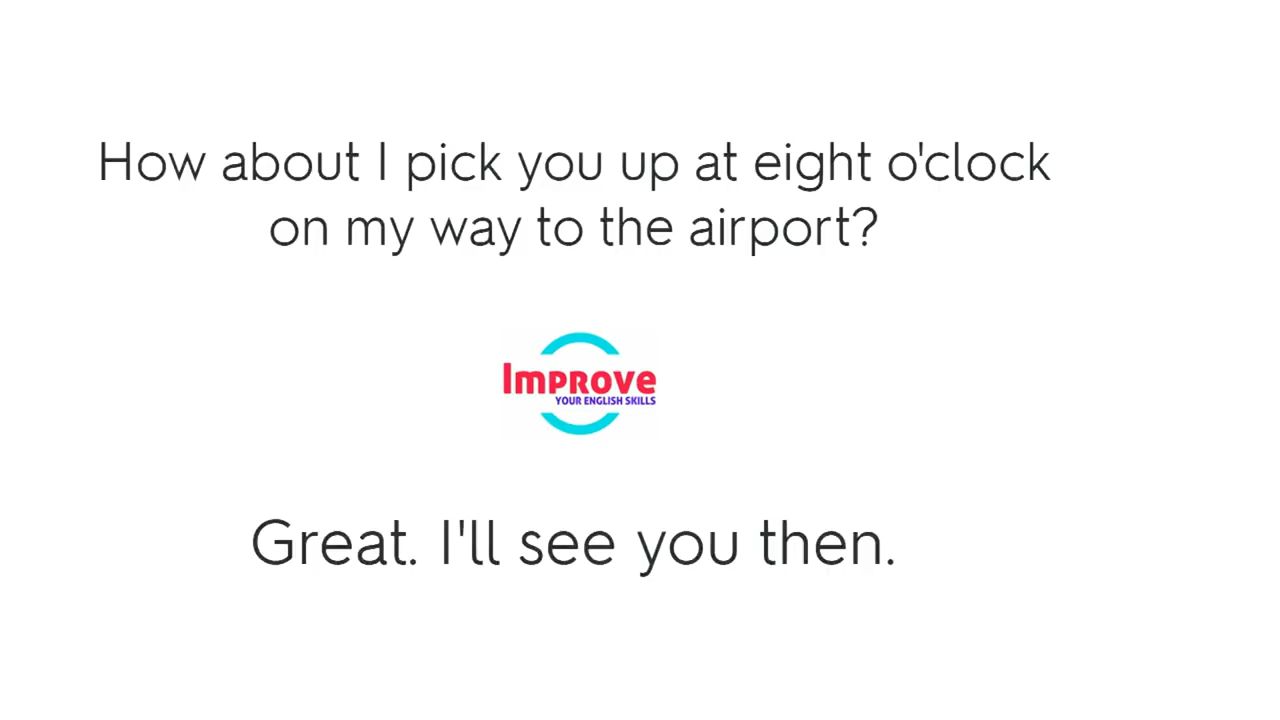 How about I pick you up at eight o'clock
on my way to the airport?
Improve
YOUR ENGLISH SKILLS
Great. I'll see you then.